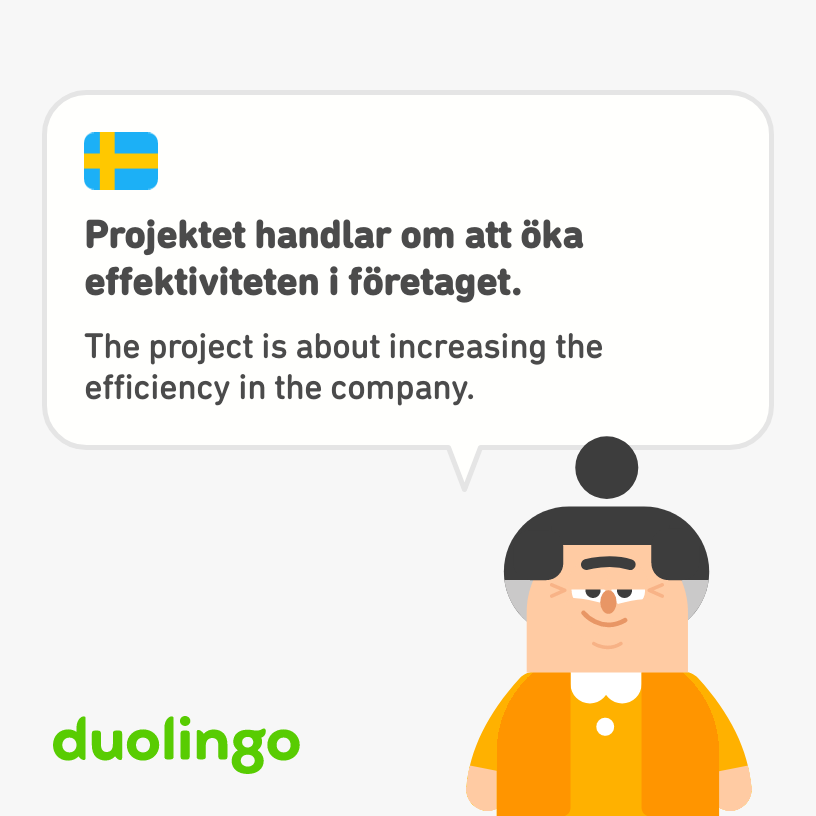 Projektet handlar om att öka
effektiviteten i företaget.
The project is about increasing the
efficiency in the company.
duolingo